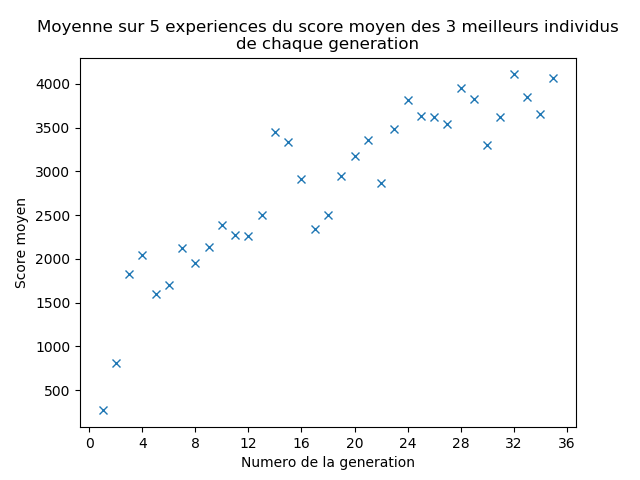 Moyenne sur 5 experiences du score moyen des 3 meilleurs individus
de chaque generation
4000
3500
3000
2500
2000
1500
1000
500
Score moyen
0 4 8 12 16 20 24 28 32 36
Numero de la generation